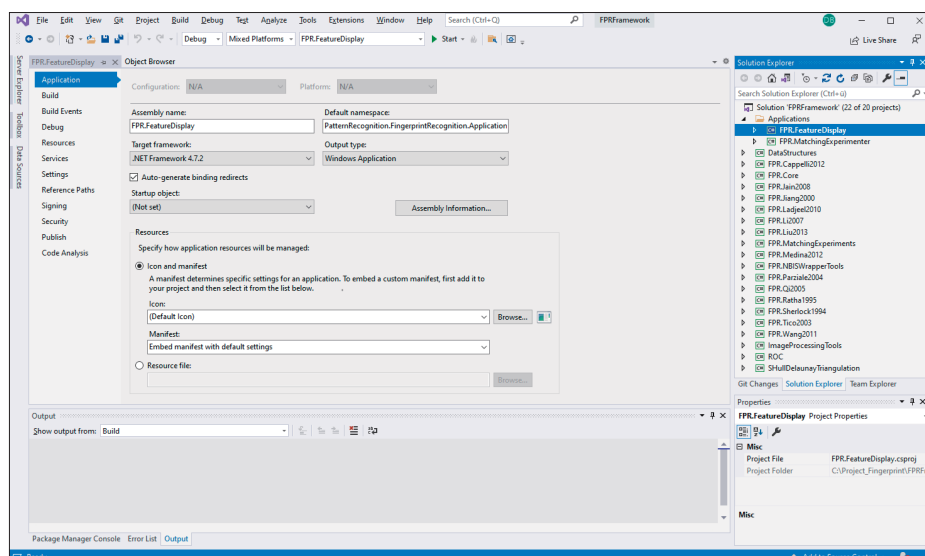 File Edit View Git Project Build Debug Test Analyze Tools Extensions Window Help Search (Ctrl+Q) FPRFramework DB
Debug Mixed Platforms FPR.FeatureDisplay Start Live Share
Server Explorer
Toolbox
Data Sources
FPR.FeatureDisplay Object Browser
Application
Build
Build Events
Debug
Resources
Services
Settings
Reference Paths
Signing
Security
Publish
Code Analysis
Configuration: N/A Platform: N/A
Assembly name: Default namespace:
FPR.FeatureDisplay PatternRecognition.FingerprintRecognition.Application
Target framework: Output type:
.NET Framework 4.7.2 Windows Application
Auto-generate binding redirects
Startup object:
(Not set) Assembly Information...
Resources
Specify how application resources will be managed:
Icon and manifest
A manifest determines specific settings for an application. To embed a custom manifest, first add it to
your project and then select it from the list below.
Icon:
(Default Icon) Browse...
Manifest:
Embed manifest with default settings
Resource file:
Browse...
Output
Show output from: Build
Package Manager Console Error List Output
Solution Explorer
Search Solution Explorer (Ctrl+ü)
Solution 'FPRFramework' (22 of 20 projects)
Applications
FPR.FeatureDisplay
FPR.MatchingExperimenter
DataStructures
FPR.Cappelli2012
FPR.Core
FPR.Jain2008
FPR.Jiang2000
FPR.Ladjeel2010
FPR.Li2007
FPR.Liu2013
FPR.MatchingExperiments
FPR.Medina2012
FPR.NBISWrapperTools
FPR.Parziale2004
FPR.Qi2005
FPR.Ratha1995
FPR.Sherlock1994
FPR.Tico2003
FPR.Wang2011
ImageProcessingTools
ROC
SHullDelaunayTriangulation
Git Changes Solution Explorer Team Explorer
Properties
FPR.FeatureDisplay Project Properties
Misc
Project File FPR.FeatureDisplay.csproj
Project Folder C:\Project_Fingerprint\FPRF
Misc